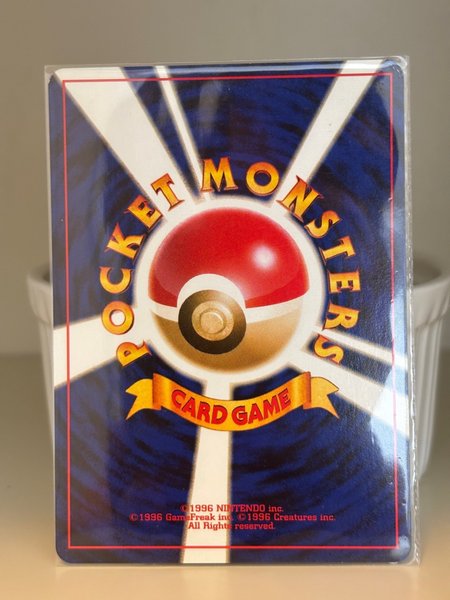 POCKET MONSTERS
CARD GAME
©1996 NINTENDO inc.
©1996 GameFreak inc. ©1996 Creatures inc.
All Rights reserved.